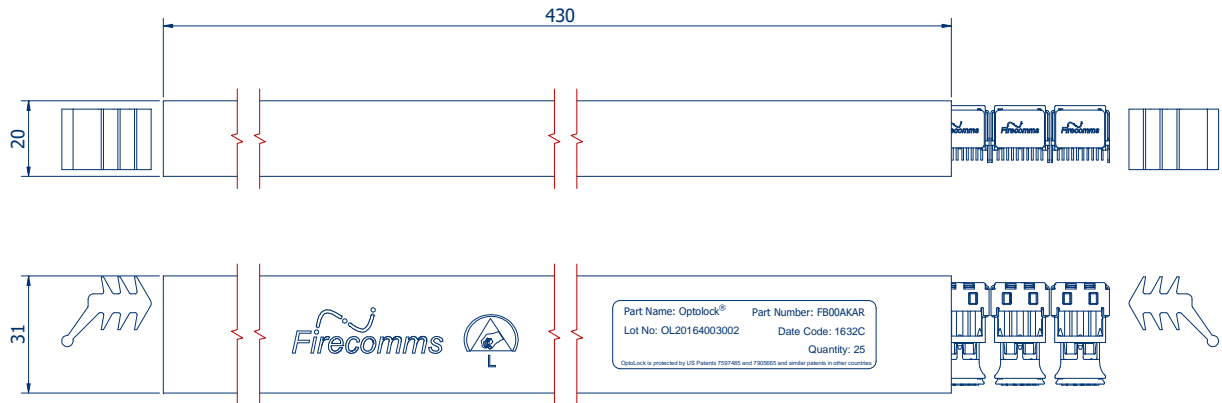 430
20
Firecomms
Firecomms
Firecomms
31
Firecomms
L
Part Name: Optolock®
Part Number: FB00AKAR
Lot No: OL20164003002
Date Code: 1632C
Quantity: 25
OptoLock is protected by US Patents 7597485 and 7905665 and similar patents in other countries